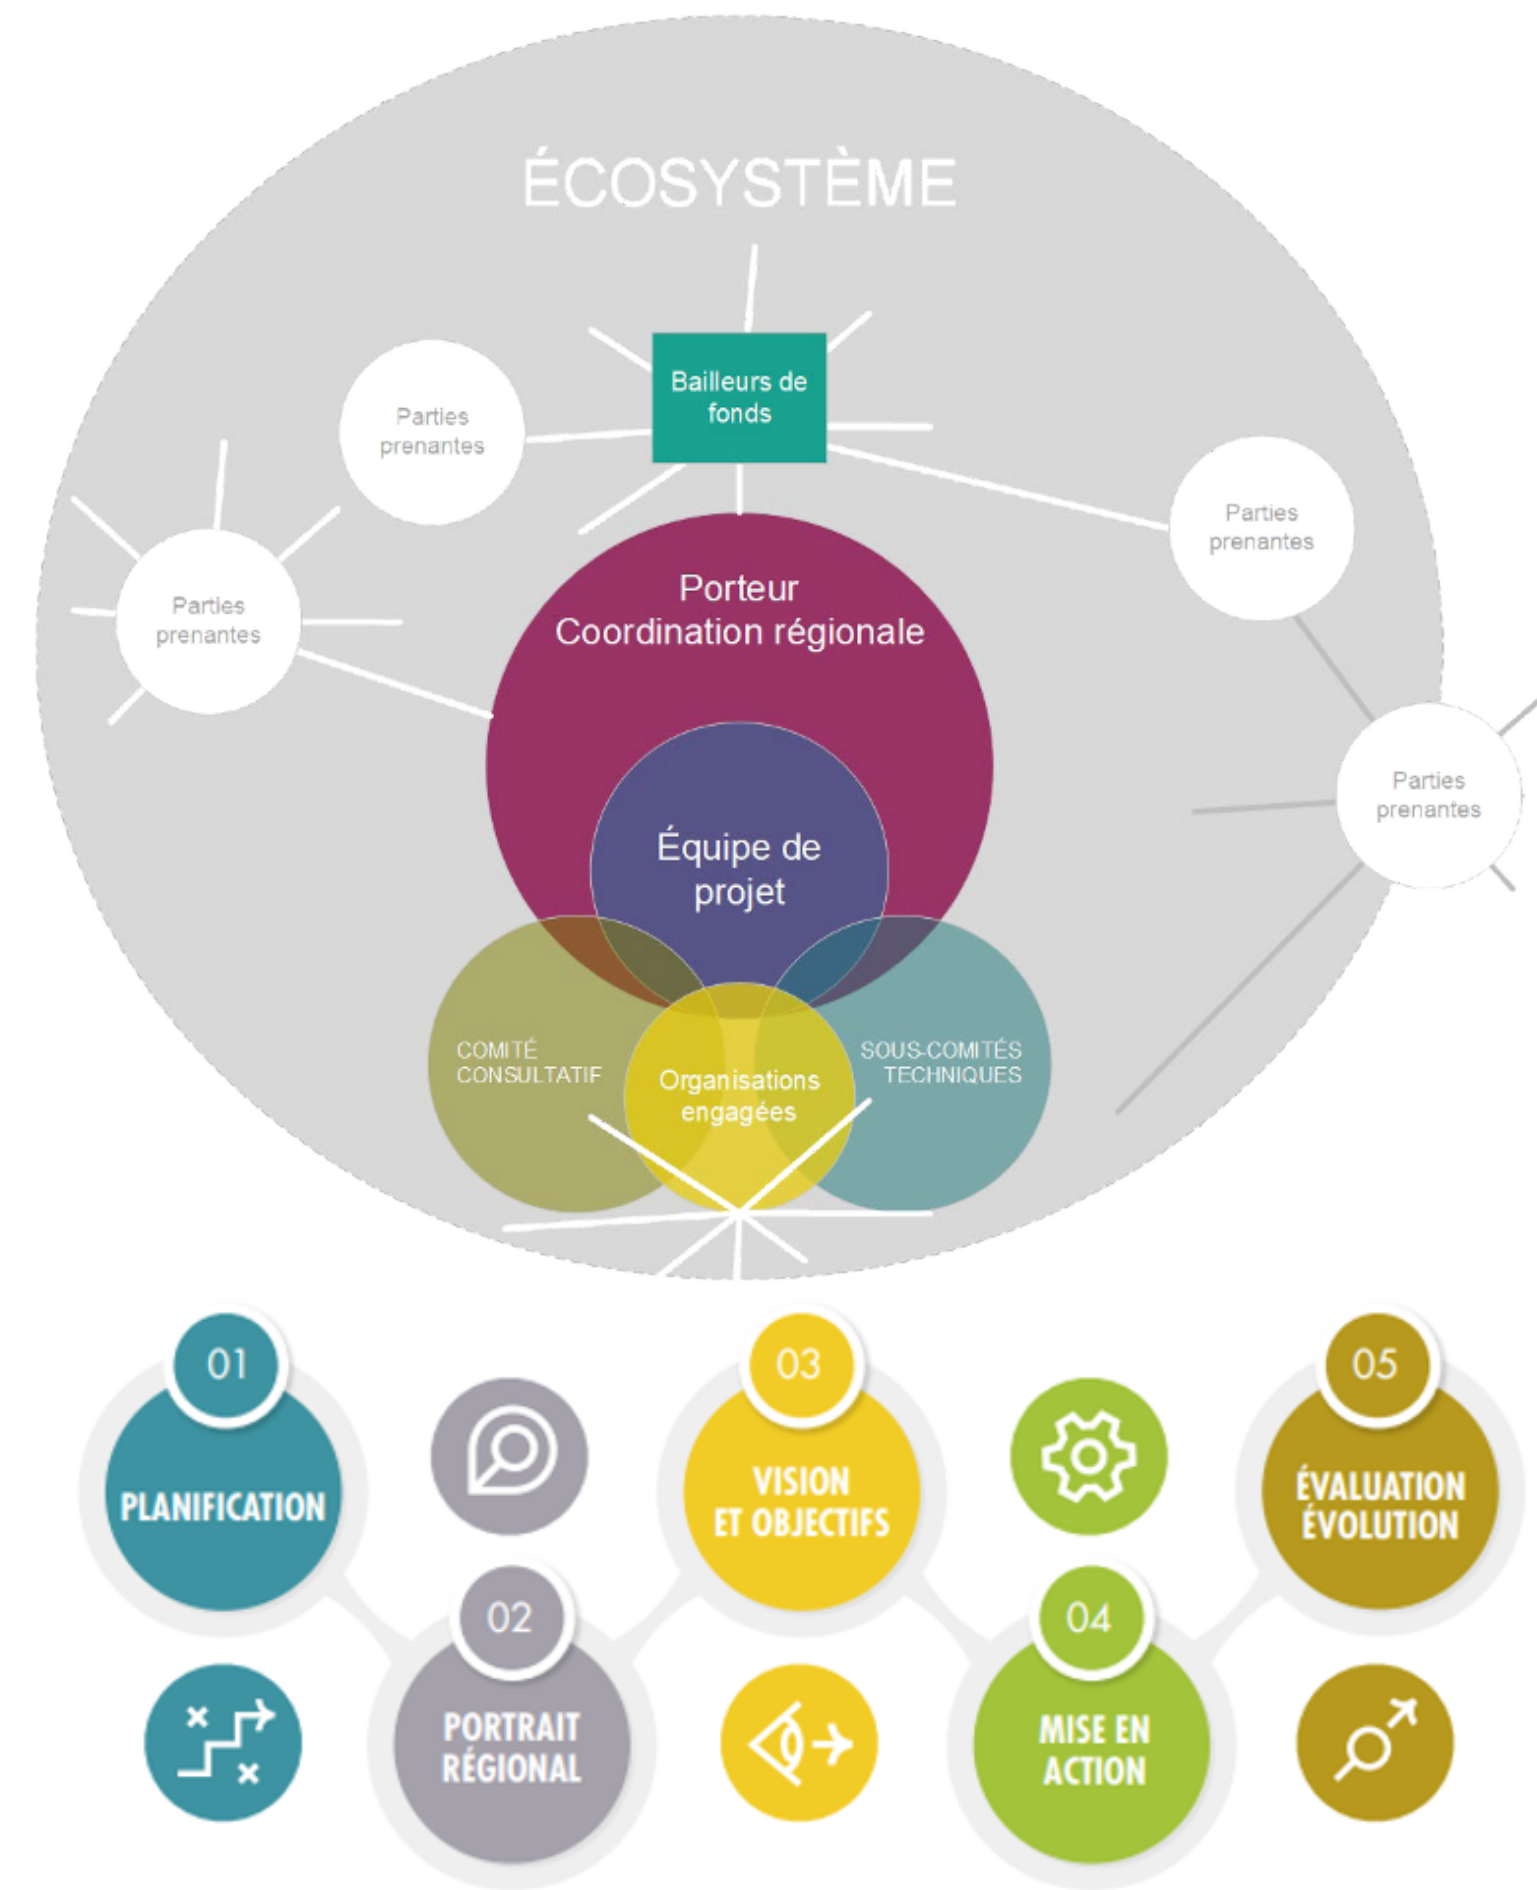 ÉCOSYSTÈME
Bailleurs de
fonds
Parties
prenantes
Parties
prenantes
Parties
prenantes
Porteur
Coordination régionale
Parties
prenantes
Équipe de
projet
COMITÉ
CONSULTATIF
Organisations
engagées
SOUS-COMITÉS
TECHNIQUES
01
PLANIFICATION
02
PORTRAIT
RÉGIONAL
03
VISION
ET OBJECTIFS
04
MISE EN
ACTION
05
ÉVALUATION
ÉVOLUTION